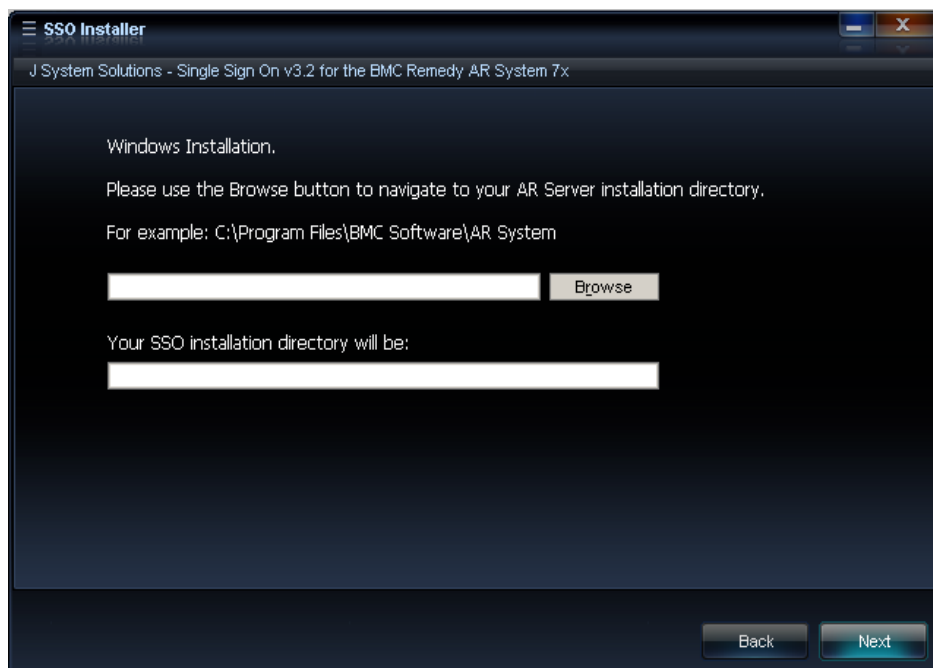 SSO Installer
J System Solutions - Single Sign On v3.2 for the BMC Remedy AR System 7x
Windows Installation.
Please use the Browse button to navigate to your AR Server installation directory.
For example: C:\Program Files\BMC Software\AR System
Browse
Your SSO installation directory will be:
Back Next